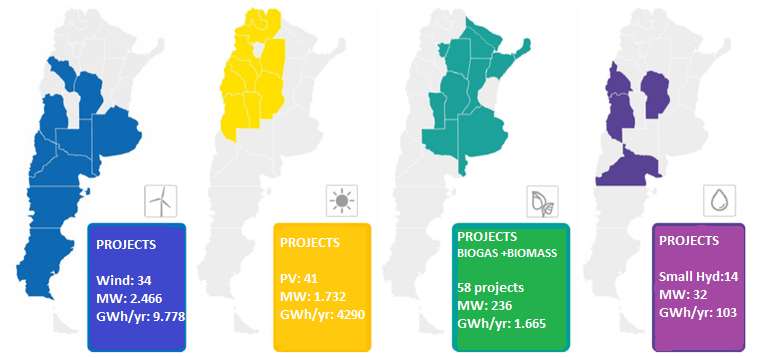 PROJECTS
Wind: 34
MW: 2.466
GWh/yr: 9.778
PROJECTS
PV: 41
MW: 1.732
GWh/yr: 4290
PROJECTS
BIOGAS +BIOMASS
58 projects
MW: 236
GWh/yr: 1.665
PROJECTS
Small Hyd:14
MW: 32
GWh/yr: 103